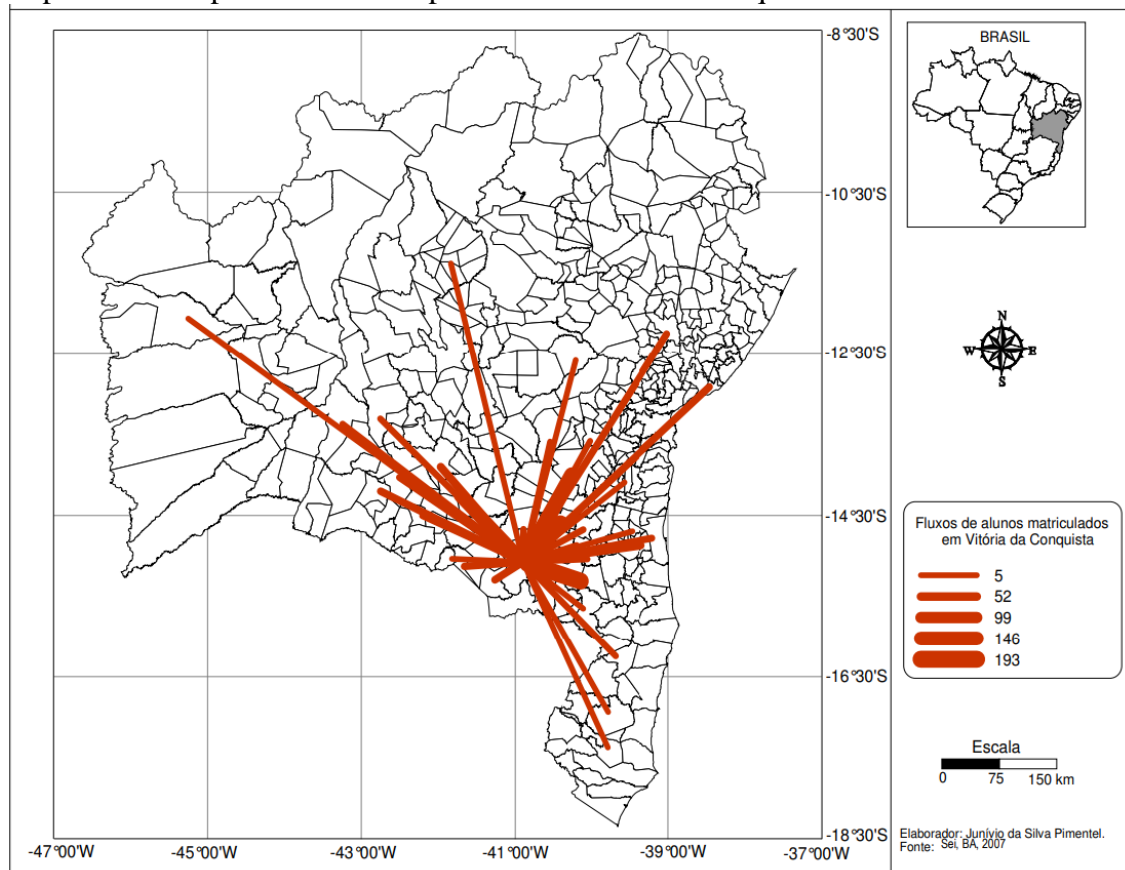 BRASIL
-8°30'S
-10°30'S
-12°30'S
-14°30'S
-16°30'S
-18°30'S
-47°00'W
-45°00'W
-43°00'W
-41°00'W
-39°00'W
-37°00'W
N
W
E
S
Fluxos de alunos matriculados
em Vitória da Conquista
5
52
99
146
193
Escala
0 75 150 km
Elaborador: Junívio da Silva Pimentel.
Fonte: Sei, BA, 2007